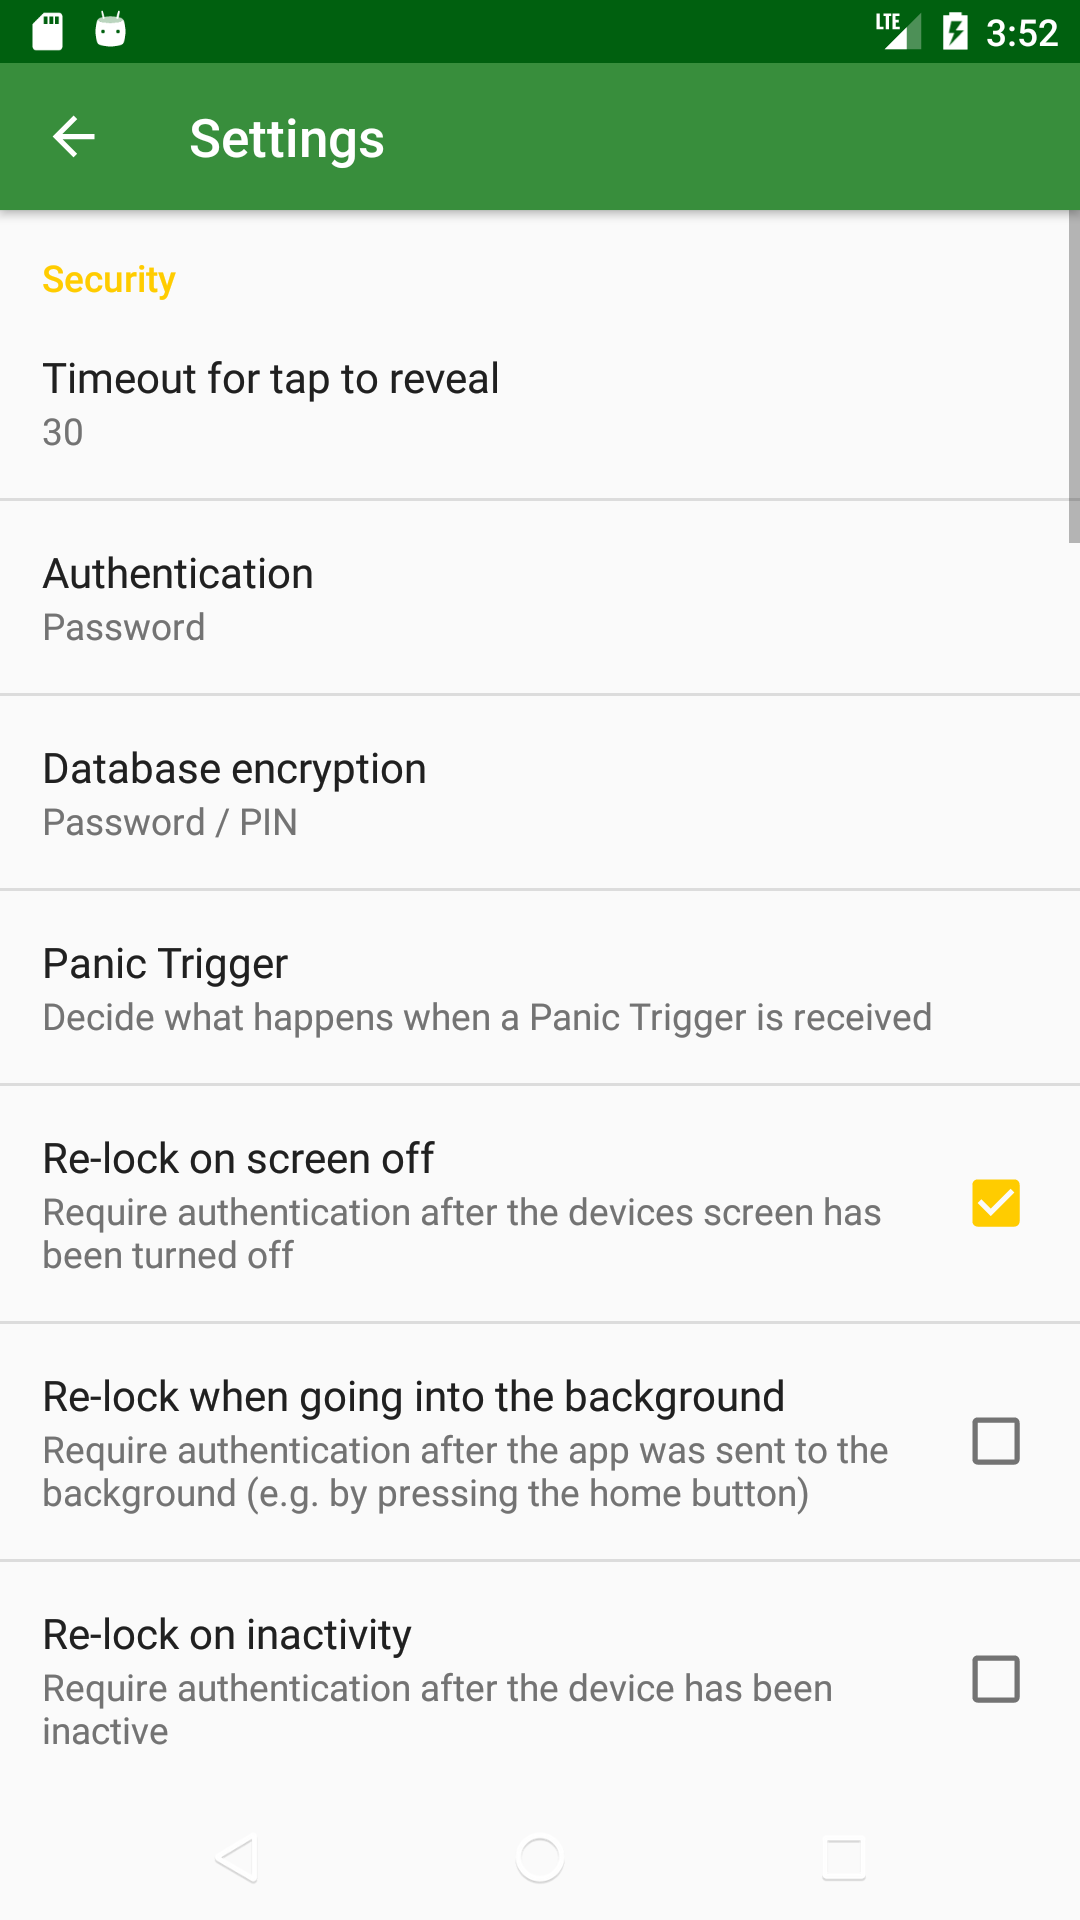 LTE 3:52
Settings
Security
Timeout for tap to reveal
30
Authentication
Password
Database encryption
Password / PIN
Panic Trigger
Decide what happens when a Panic Trigger is received
Re-lock on screen off
Require authentication after the devices screen has
been turned off
Re-lock when going into the background
Require authentication after the app was sent to the
background (e.g. by pressing the home button)
Re-lock on inactivity
Require authentication after the device has been
inactive